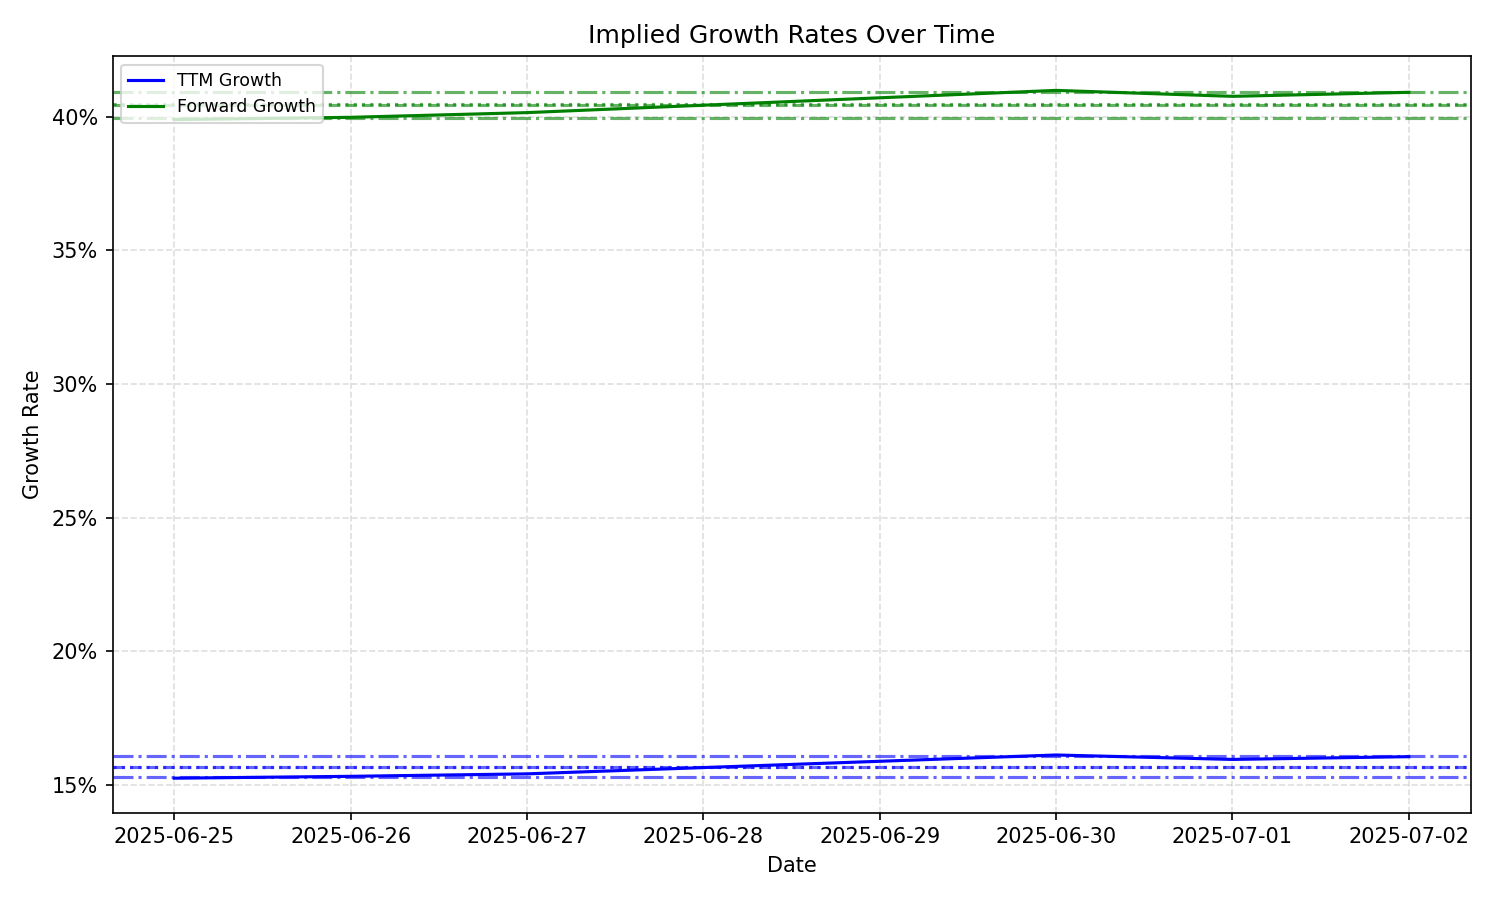 Implied Growth Rates Over Time
TTM Growth
Forward Growth
40%
35%
30%
25%
20%
15%
Growth Rate
2025-06-25 2025-06-26 2025-06-27 2025-06-28 2025-06-29 2025-06-30 2025-07-01 2025-07-02
Date